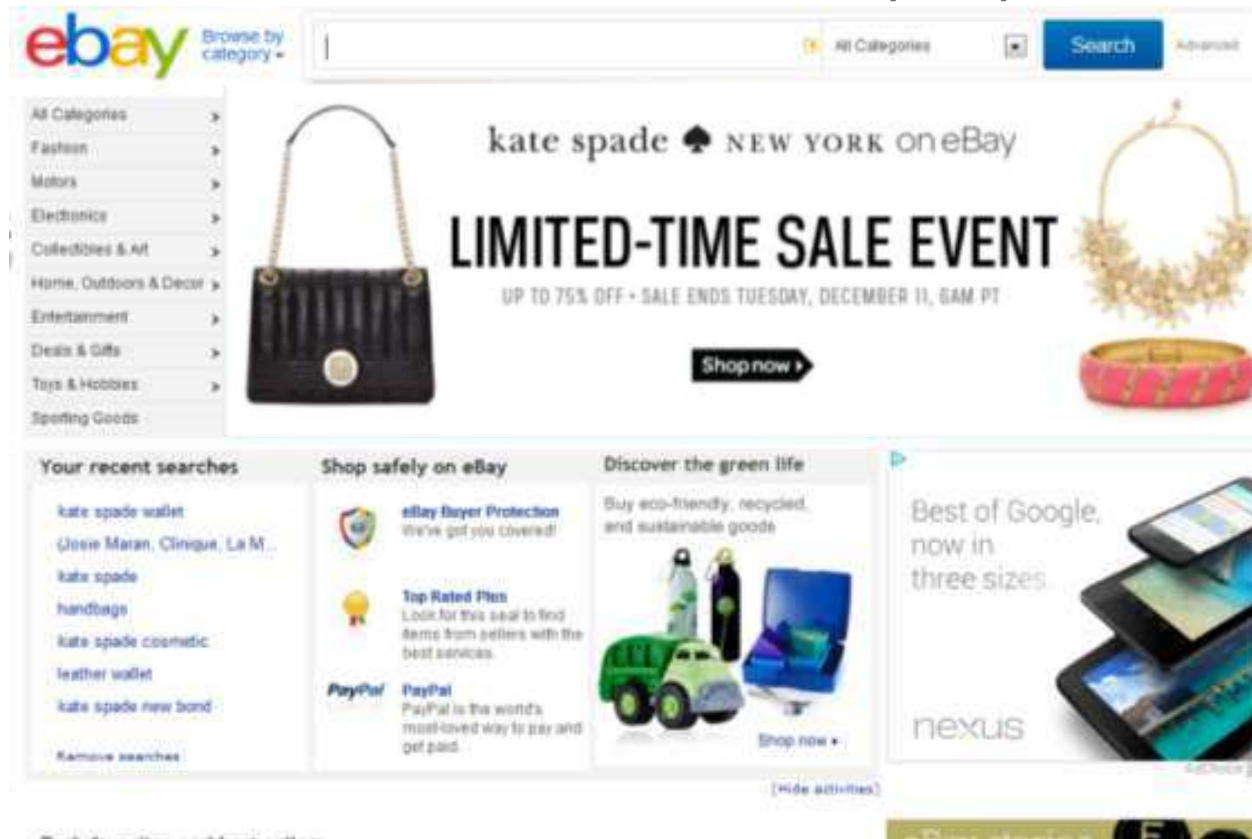 ebay
Browse by
category
All Categories
Search
Advanced
All Categories
Fashion
Motors
Electronics
Collectibles & Art
Home, Outdoors & Decor
Entertainment
Deals & Gifts
Toys & Hobbies
Sporting Goods
kate spade NEW YORK on eBay
LIMITED-TIME SALE EVENT
UP TO 75% OFF • SALE ENDS TUESDAY, DECEMBER 11, 6AM PT
Shop now
Your recent searches
kate spade wallet
(Josie Maran, Clinique, La M...
kate spade
handbags
kate spade cosmetic
leather wallet
kate spade new bond
Remove searches
Shop safely on eBay
eBay Buyer Protection
We've got you covered!
Top Rated Plus
Look for this seal to find
items from sellers with the
best services.
PayPal
PayPal
PayPal is the world's
most-loved way to pay and
get paid.
Discover the green life
Buy eco-friendly, recycled,
and sustainable goods
Shop now
Best of Google,
now in
three sizes.
nexus
AdChoice
[Hide activities]